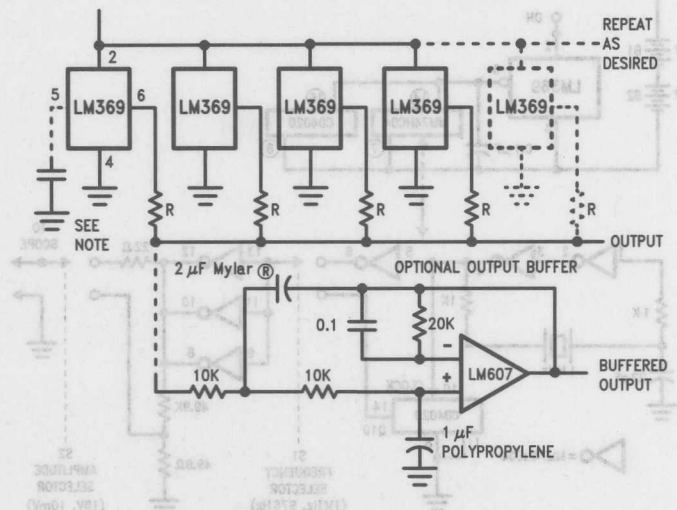 REPEAT
AS
DESIRED
2
5
6
4
LM369
LM369
LM369
LM369
LM369
R
R
R
R
R
SEE
NOTE
OUTPUT
2 μF Mylar ®
OPTIONAL OUTPUT BUFFER
0.1
20K
10K
10K
−
+
LM607
BUFFERED
OUTPUT
1 μF
POLYPROPYLENE